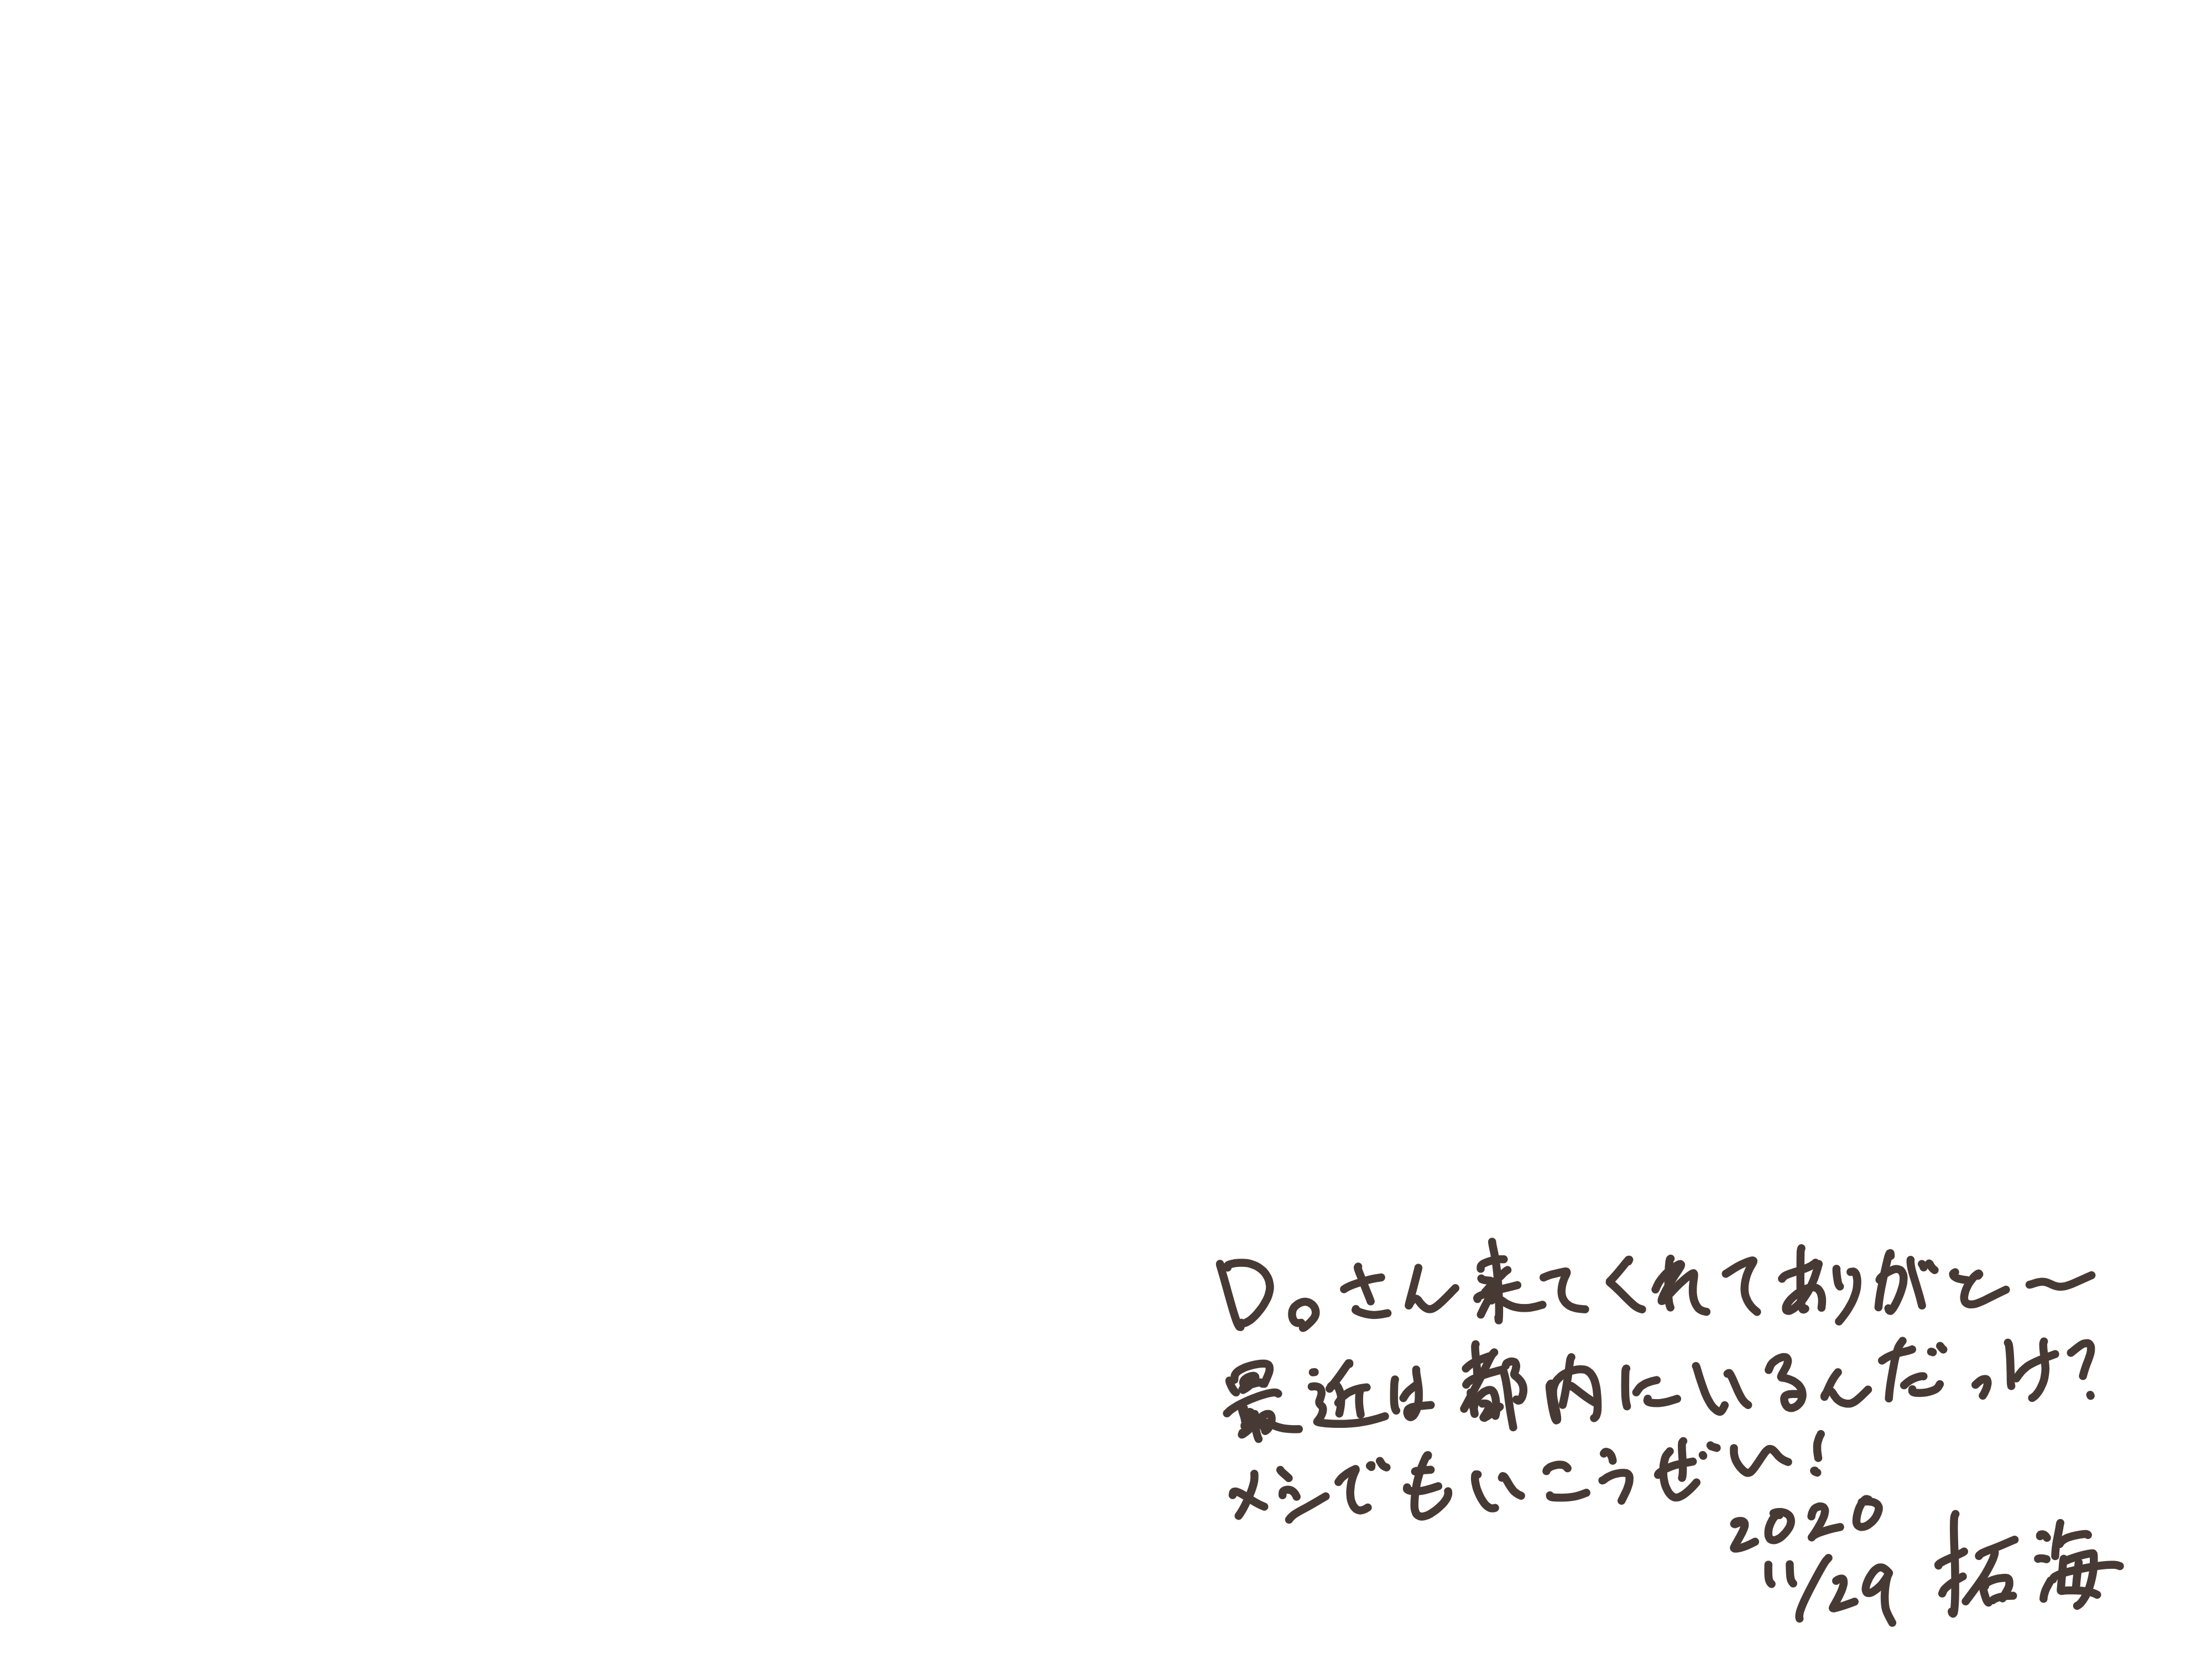 D。さん来てくれてありがと〜
最近は都内にいるんだっけ?
メシでもいこうぜい!
2020
11/29 拓海